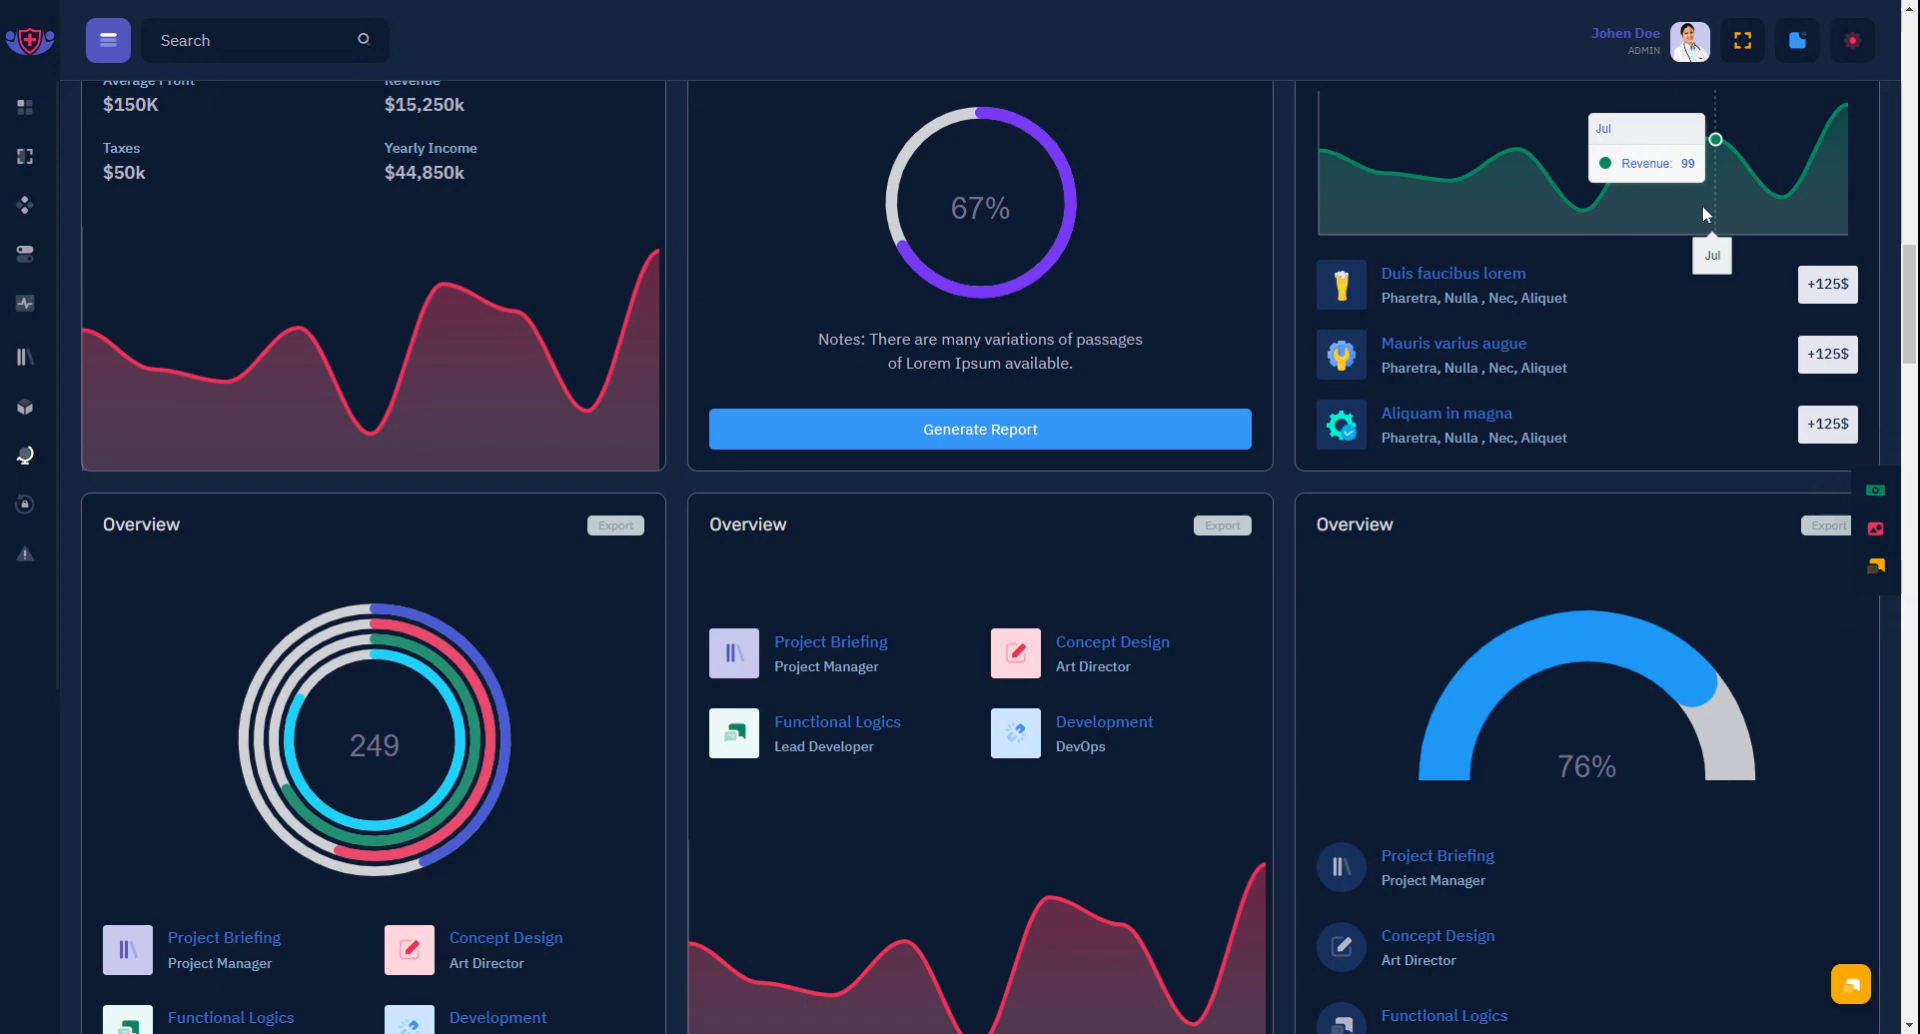 Search
Johen Doe
ADMIN
Average Profit
Revenue
$150K
$15,250k
Taxes
Yearly Income
$50k
$44,850k
67%
Notes: There are many variations of passages
of Lorem Ipsum available.
Generate Report
Jul
Revenue: 99
Jul
Duis faucibus lorem
Pharetra, Nulla , Nec, Aliquet
+125$
Mauris varius augue
Pharetra, Nulla , Nec, Aliquet
+125$
Aliquam in magna
Pharetra, Nulla , Nec, Aliquet
+125$
Overview
Export
249
Project Briefing
Project Manager
Concept Design
Art Director
Functional Logics
Development
Overview
Export
Project Briefing
Project Manager
Concept Design
Art Director
Functional Logics
Lead Developer
Development
DevOps
Overview
Export
76%
Project Briefing
Project Manager
Concept Design
Art Director
Functional Logics